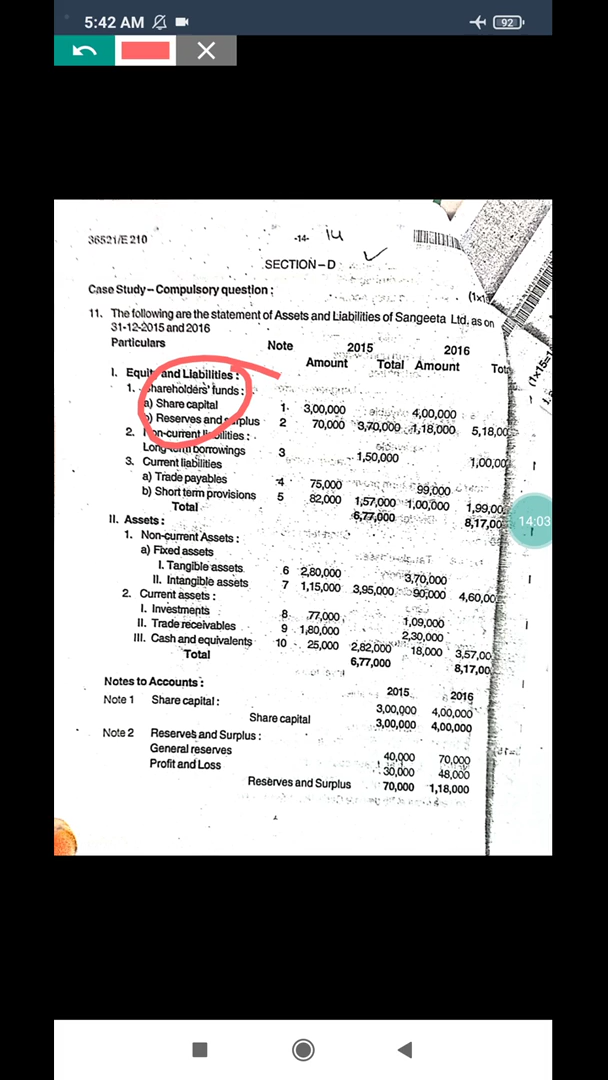 5:42 AM 92
36521/E 210 -14- 14
SECTION-D
Case Study-Compulsory question:
11. The following are the statement of Assets and Liabilities of Sangeeta Ltd. as on
31-12-2015 and 2016
Particulars Note 2015 2016
Amount Total Amount
I. Equity and Liabilities:
1. Shareholders' funds:
a) Share capital 1 3,00,000 4,00,000
b) Reserves and surplus 2 70,000 3,70,000 1,18,000
2. Non-current liabilities:
Long term borrowings 3 1,50,000
3. Current liabilities
a) Trade payables 4 75,000 99,000
b) Short term provisions 5 82,000 1,57,000 1,00,000
Total 6,77,000
II. Assets: 14:03
1. Non-current Assets:
a) Fixed assets
I. Tangible assets 6 2,80,000 3,70,000
II. Intangible assets 7 1,15,000 3,95,000 90,000
2. Current assets:
I. Investments 8 77,000 1,09,000
II. Trade receivables 9 1,80,000 2,30,000
III. Cash and equivalents 10 25,000 2,82,000 18,000
Total 6,77,000
Notes to Accounts: 2015 2016
Note 1 Share capital: 3,00,000 4,00,000
Share capital 3,00,000 4,00,000
Note 2 Reserves and Surplus:
General reserves 40,000 70,000
Profit and Loss 30,000 48,000
Reserves and Surplus 70,000 1,18,000